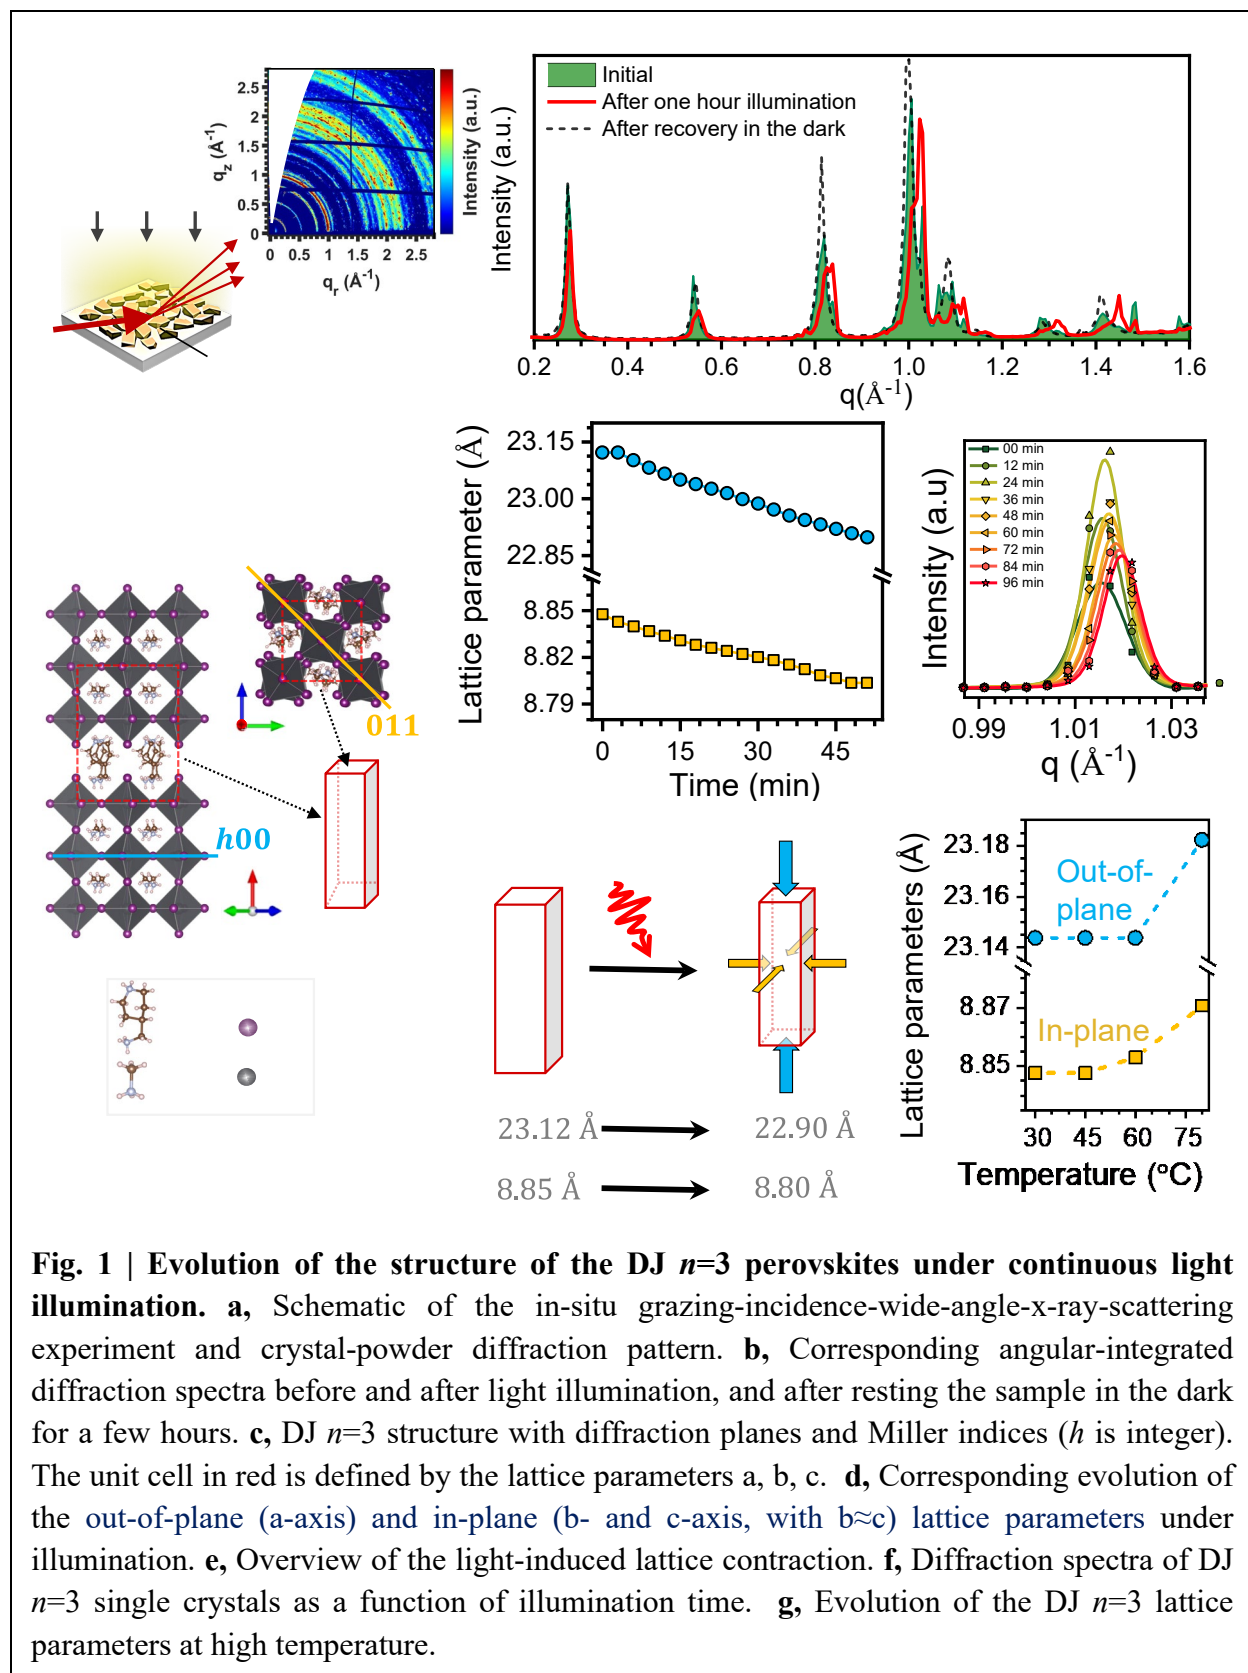 2.5
2
1.5
1
0.5
0
q_z (Å⁻¹)
0 0.5 1 1.5 2 2.5
q_r (Å⁻¹)
Intensity (a.u.)
Initial
After one hour illumination
After recovery in the dark
Intensity (a.u.)
0.2 0.4 0.6 0.8 1.0 1.2 1.4 1.6
q(Å⁻¹)
23.15
23.00
22.85
8.85
8.82
8.79
Lattice parameter (Å)
0 15 30 45
Time (min)
00 min
12 min
24 min
36 min
48 min
60 min
72 min
84 min
96 min
Intensity (a.u)
0.99 1.01 1.03
q (Å⁻¹)
011
h00
23.12 Å 22.90 Å
8.85 Å 8.80 Å
23.18
23.16
23.14
8.87
8.85
Lattice parameters (Å)
Out-of-
plane
In-plane
30 45 60 75
Temperature (°C)
Fig. 1 | Evolution of the structure of the DJ n=3 perovskites under continuous light
illumination. a, Schematic of the in-situ grazing-incidence-wide-angle-x-ray-scattering
experiment and crystal-powder diffraction pattern. b, Corresponding angular-integrated
diffraction spectra before and after light illumination, and after resting the sample in the dark
for a few hours. c, DJ n=3 structure with diffraction planes and Miller indices (h is integer).
The unit cell in red is defined by the lattice parameters a, b, c. d, Corresponding evolution of
the out-of-plane (a-axis) and in-plane (b- and c-axis, with b≈c) lattice parameters under
illumination. e, Overview of the light-induced lattice contraction. f, Diffraction spectra of DJ
n=3 single crystals as a function of illumination time. g, Evolution of the DJ n=3 lattice
parameters at high temperature.